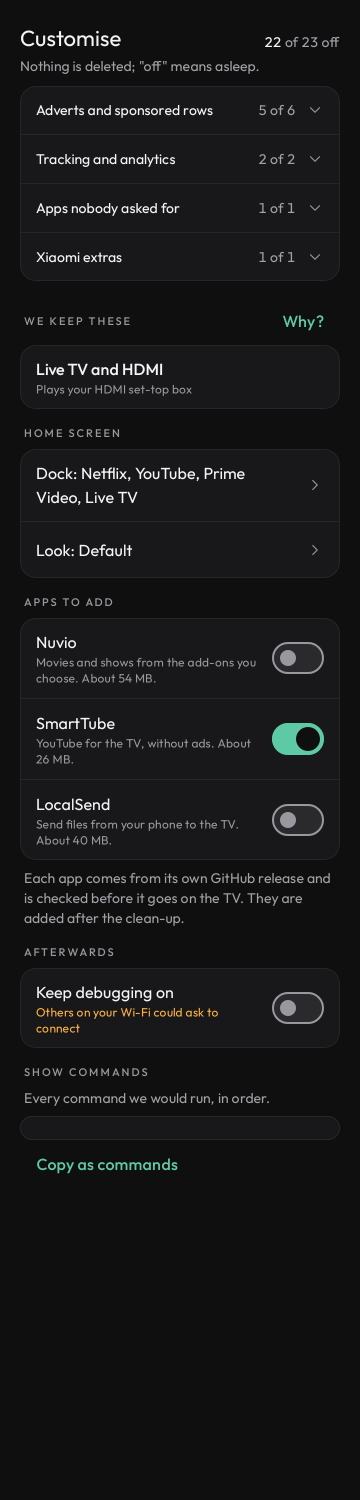 Customise
22 of 23 off
Nothing is deleted; "off" means asleep.
Adverts and sponsored rows
5 of 6
Tracking and analytics
2 of 2
Apps nobody asked for
1 of 1
Xiaomi extras
1 of 1
WE KEEP THESE
Why?
Live TV and HDMI
Plays your HDMI set-top box
HOME SCREEN
Dock: Netflix, YouTube, Prime
Video, Live TV
Look: Default
APPS TO ADD
Nuvio
Movies and shows from the add-ons you
choose. About 54 MB.
SmartTube
YouTube for the TV, without ads. About
26 MB.
LocalSend
Send files from your phone to the TV.
About 40 MB.
Each app comes from its own GitHub release and
is checked before it goes on the TV. They are
added after the clean-up.
AFTERWARDS
Keep debugging on
Others on your Wi-Fi could ask to
connect
SHOW COMMANDS
Every command we would run, in order.
Copy as commands